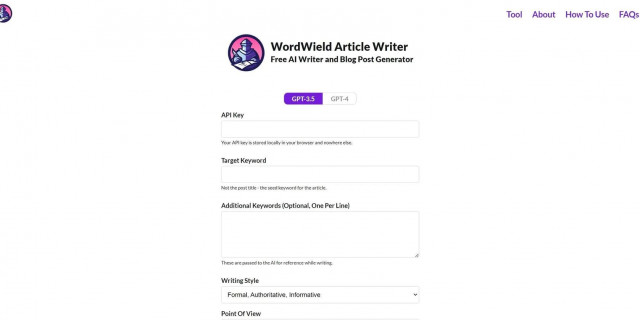 Tool About How To Use FAQs
WordWield Article Writer
Free AI Writer and Blog Post Generator
GPT-3.5 GPT-4
API Key
Your API key is stored locally in your browser and nowhere else.
Target Keyword
Not the post title - the seed keyword for the article.
Additional Keywords (Optional, One Per Line)
These are passed to the AI for reference while writing.
Writing Style
Formal, Authoritative, Informative
Point Of View